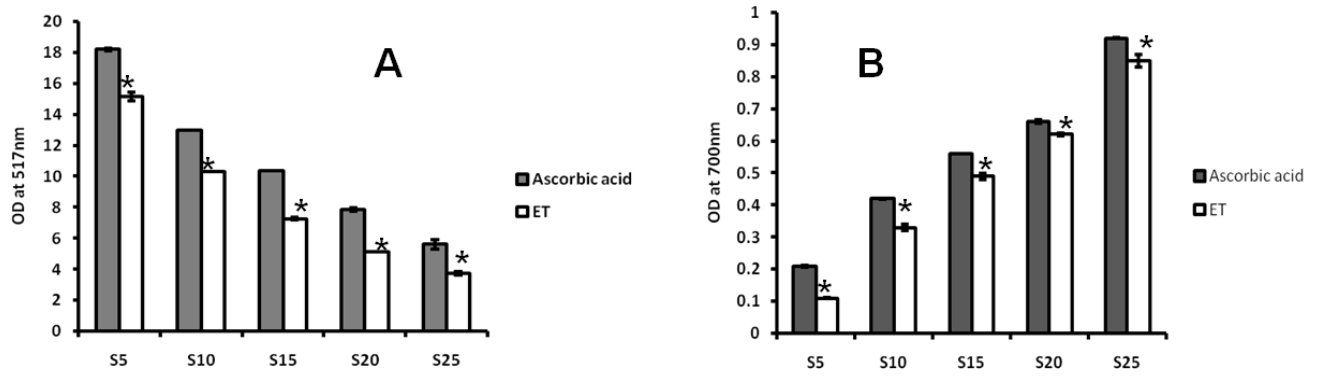 A
OD at 517nm
20
18
16
14
12
10
8
6
4
2
0
* * * * *
S5 S10 S15 S20 S25
Ascorbic acid
ET
B
OD at 700nm
1
0.9
0.8
0.7
0.6
0.5
0.4
0.3
0.2
0.1
0
* * * * *
S5 S10 S15 S20 S25
Ascorbic acid
ET